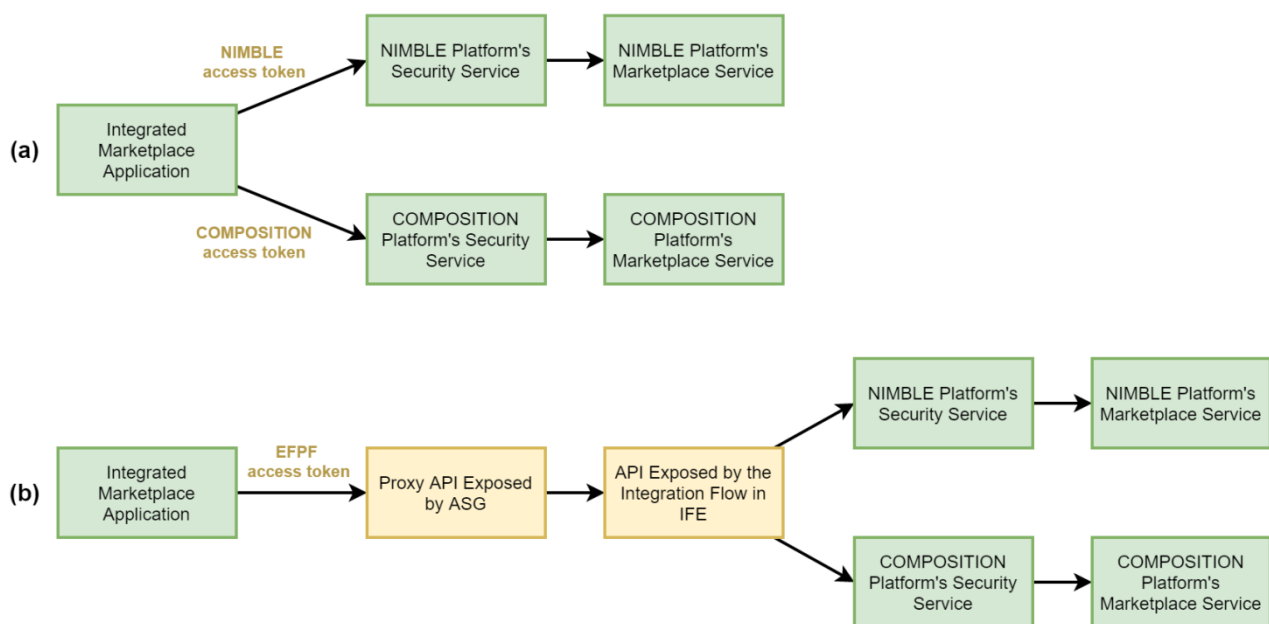 NIMBLE
access token
NIMBLE Platform's
Security Service
NIMBLE Platform's
Marketplace Service
(a)
Integrated
Marketplace
Application
COMPOSITION
access token
COMPOSITION
Platform's Security
Service
COMPOSITION
Platform's
Marketplace Service
(b)
Integrated
Marketplace
Application
EFPF
access token
Proxy API Exposed
by ASG
API Exposed by the
Integration Flow in
IFE
NIMBLE Platform's
Security Service
NIMBLE Platform's
Marketplace Service
COMPOSITION
Platform's Security
Service
COMPOSITION
Platform's
Marketplace Service